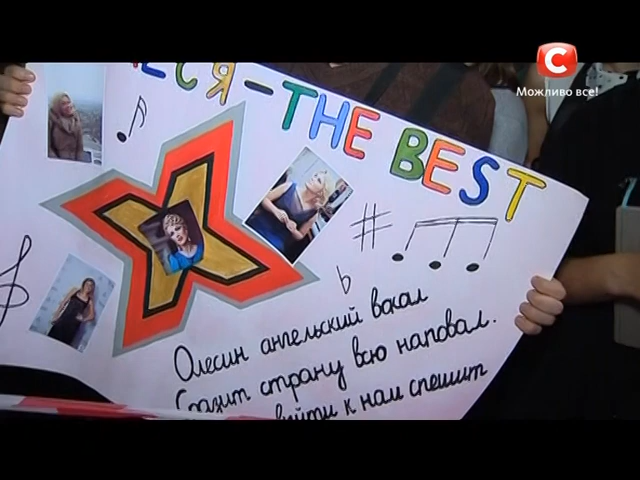 С
Можливо все!
ЕСЯ – THE BEST
X
Олесин ангельский вокал
Сразит страну всю наповал.
к нам спешит